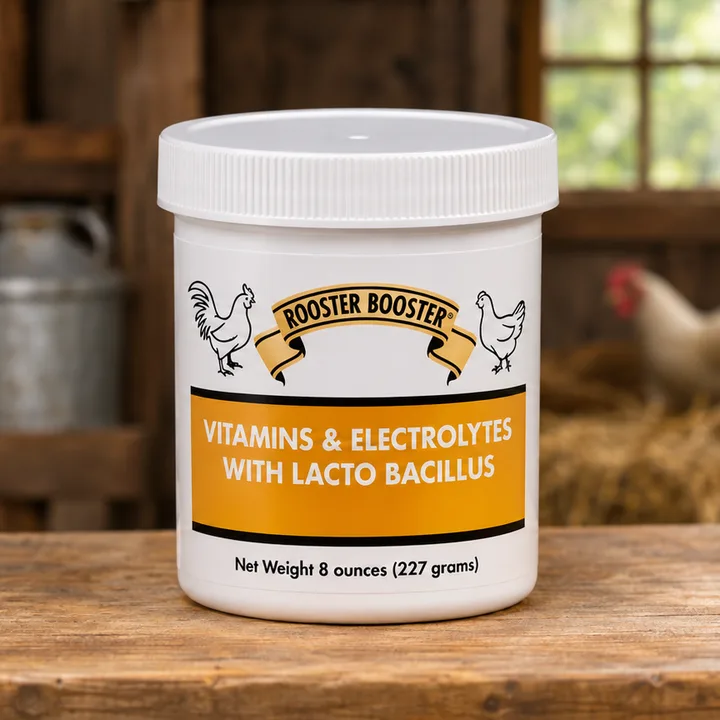 ROOSTER BOOSTER®
VITAMINS & ELECTROLYTES
WITH LACTO BACILLUS
Net Weight 8 ounces (227 grams)